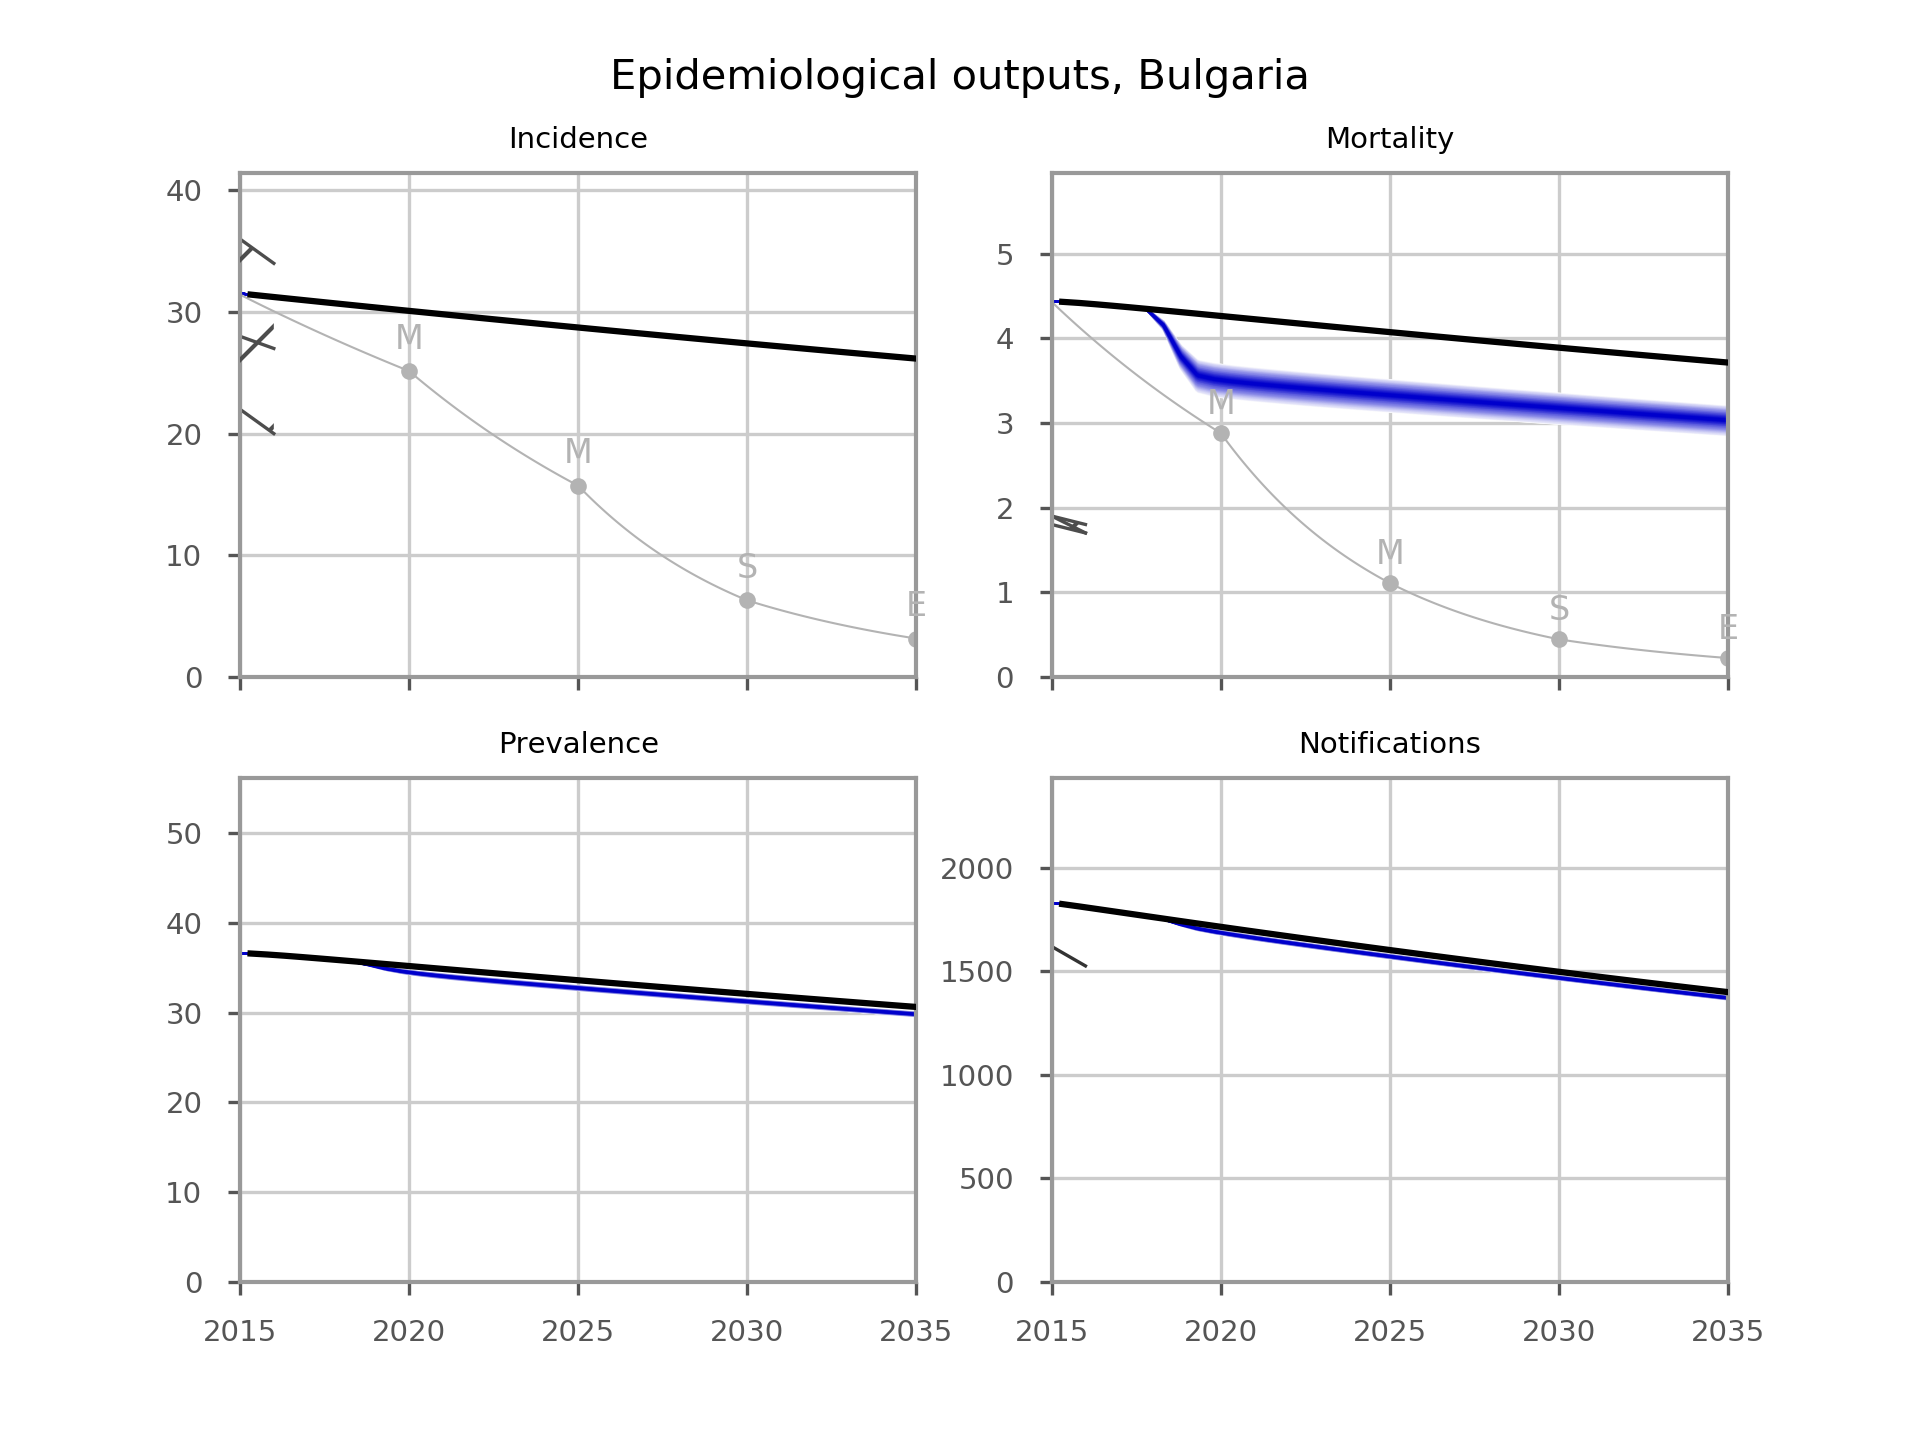 Epidemiological outputs, Bulgaria
Incidence
40
30
20
10
0
M
M
S
E
Mortality
5
4
3
2
1
0
M
M
S
E
Prevalence
50
40
30
20
10
0
2015 2020 2025 2030 2035
Notifications
2000
1500
1000
500
0
2015 2020 2025 2030 2035